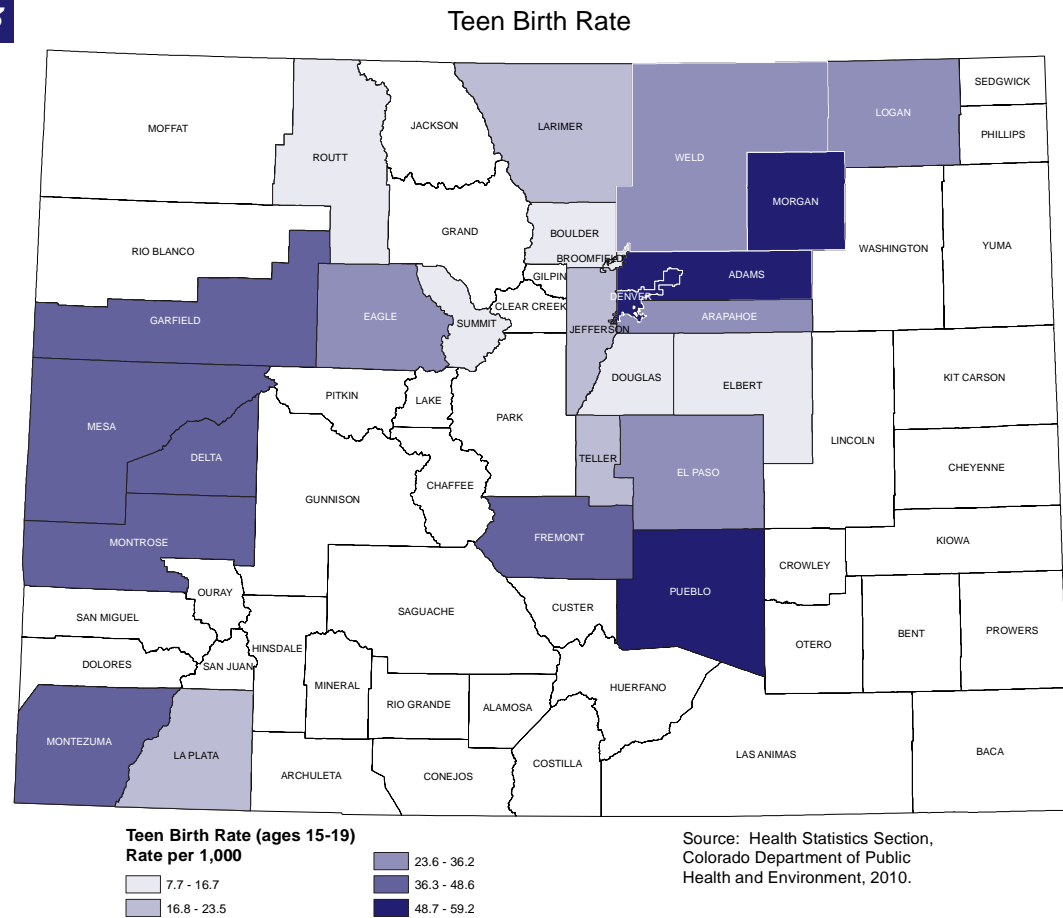 Teen Birth Rate
SEDGWICK
LOGAN
JACKSON
LARIMER
MOFFAT
PHILLIPS
ROUTT
WELD
MORGAN
GRAND
BOULDER
YUMA
WASHINGTON
RIO BLANCO
BROOMFIELD
GILPIN
ADAMS
DENVER
CLEAR CREEK
EAGLE
ARAPAHOE
GARFIELD
SUMMIT
JEFFERSON
DOUGLAS
KIT CARSON
ELBERT
PITKIN
LAKE
PARK
MESA
LINCOLN
DELTA
TELLER
CHEYENNE
EL PASO
CHAFFEE
GUNNISON
FREMONT
MONTROSE
KIOWA
CROWLEY
PUEBLO
OURAY
CUSTER
SAGUACHE
SAN MIGUEL
PROWERS
BENT
OTERO
HINSDALE
DOLORES
SAN JUAN
MINERAL
HUERFANO
RIO GRANDE
ALAMOSA
MONTEZUMA
LA PLATA
LAS ANIMAS
BACA
COSTILLA
ARCHULETA
CONEJOS
Teen Birth Rate (ages 15-19)
Rate per 1,000
7.7 - 16.7
16.8 - 23.5
23.6 - 36.2
36.3 - 48.6
48.7 - 59.2
Source: Health Statistics Section,
Colorado Department of Public
Health and Environment, 2010.